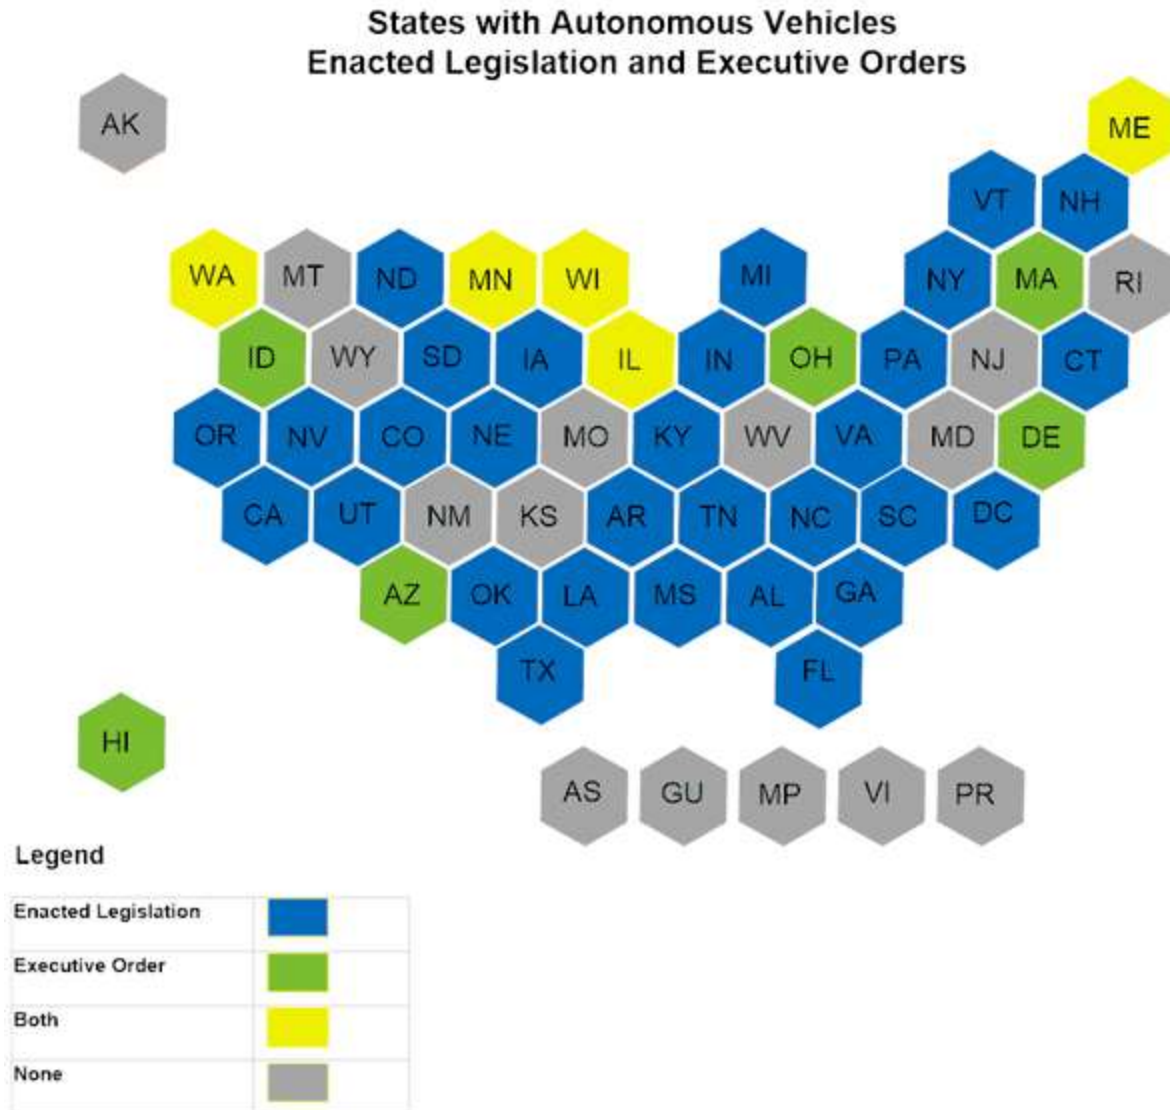 States with Autonomous Vehicles
Enacted Legislation and Executive Orders
AK
ME
VT NH
WA MT ND MN WI MI NY MA RI
ID WY SD IA IL IN OH PA NJ CT
OR NV CO NE MO KY WV VA MD DE
CA UT NM KS AR TN NC SC DC
AZ OK LA MS AL GA
TX FL
HI
AS GU MP VI PR
Legend
Enacted Legislation
Executive Order
Both
None